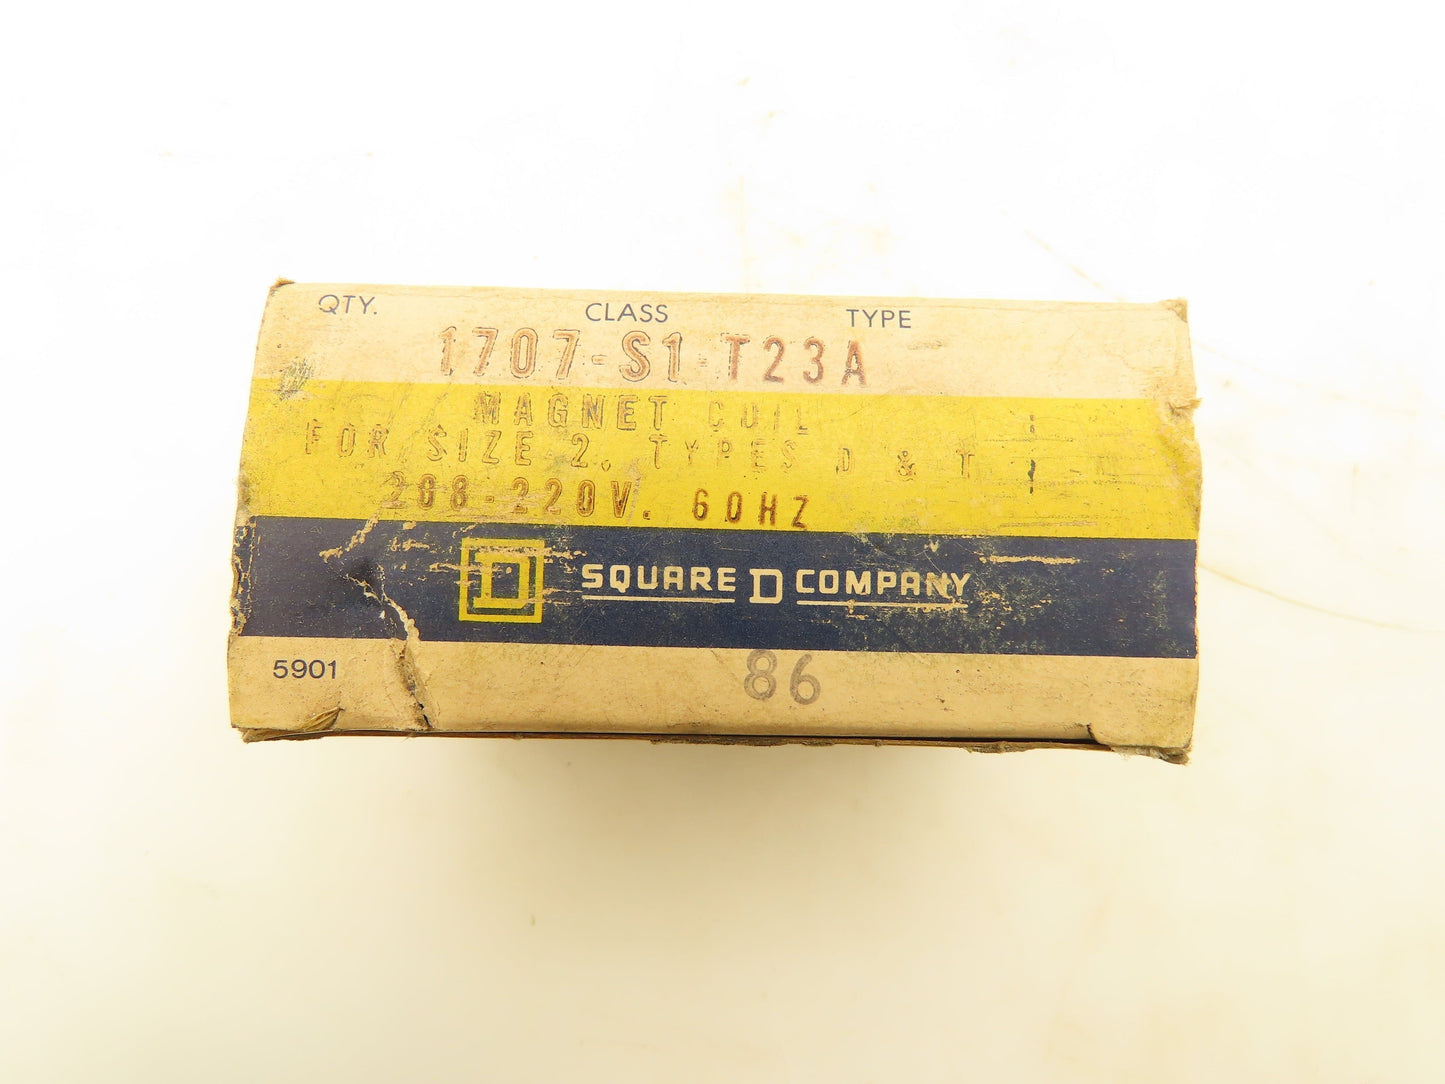 QTY. CLASS TYPE
1707-S1-T23A
MAGNET COIL
FOR SIZE 2, TYPES D & T
208-220V. 60HZ
D SQUARE D COMPANY
5901 86